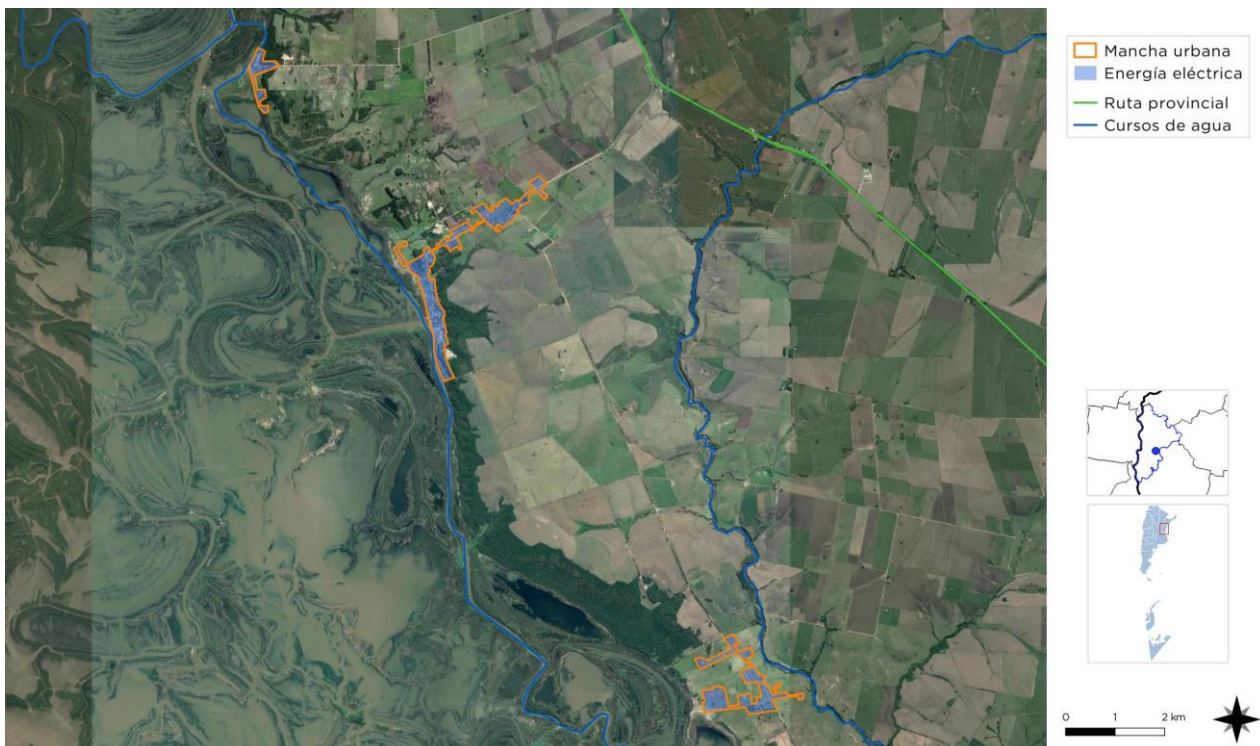 Mancha urbana
Energía eléctrica
Ruta provincial
Cursos de agua
0 1 2 km